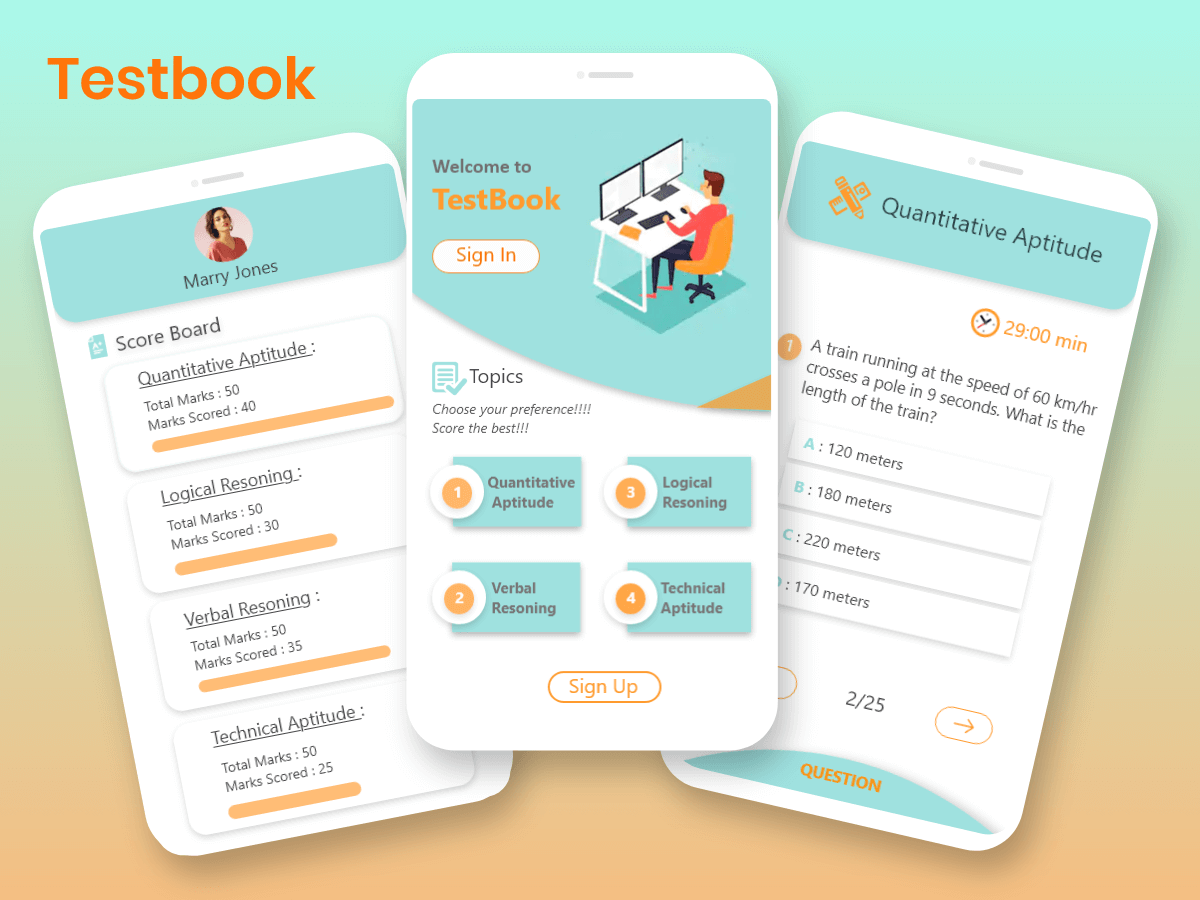 Testbook
Marry Jones
Score Board
Quantitative Aptitude :
Total Marks : 50
Marks Scored : 40
Logical Resoning :
Total Marks : 50
Marks Scored : 30
Verbal Resoning :
Total Marks : 50
Marks Scored : 35
Technical Aptitude :
Total Marks : 50
Marks Scored : 25
Welcome to
TestBook
Sign In
Topics
Choose your preference!!!!
Score the best!!!
1
Quantitative
Aptitude
2
Verbal
Resoning
3
Logical
Resoning
4
Technical
Aptitude
Sign Up
Quantitative Aptitude
29:00 min
1
A train running at the speed of 60 km/hr
crosses a pole in 9 seconds. What is the
length of the train?
A : 120 meters
B : 180 meters
C : 220 meters
: 170 meters
2/25
QUESTION